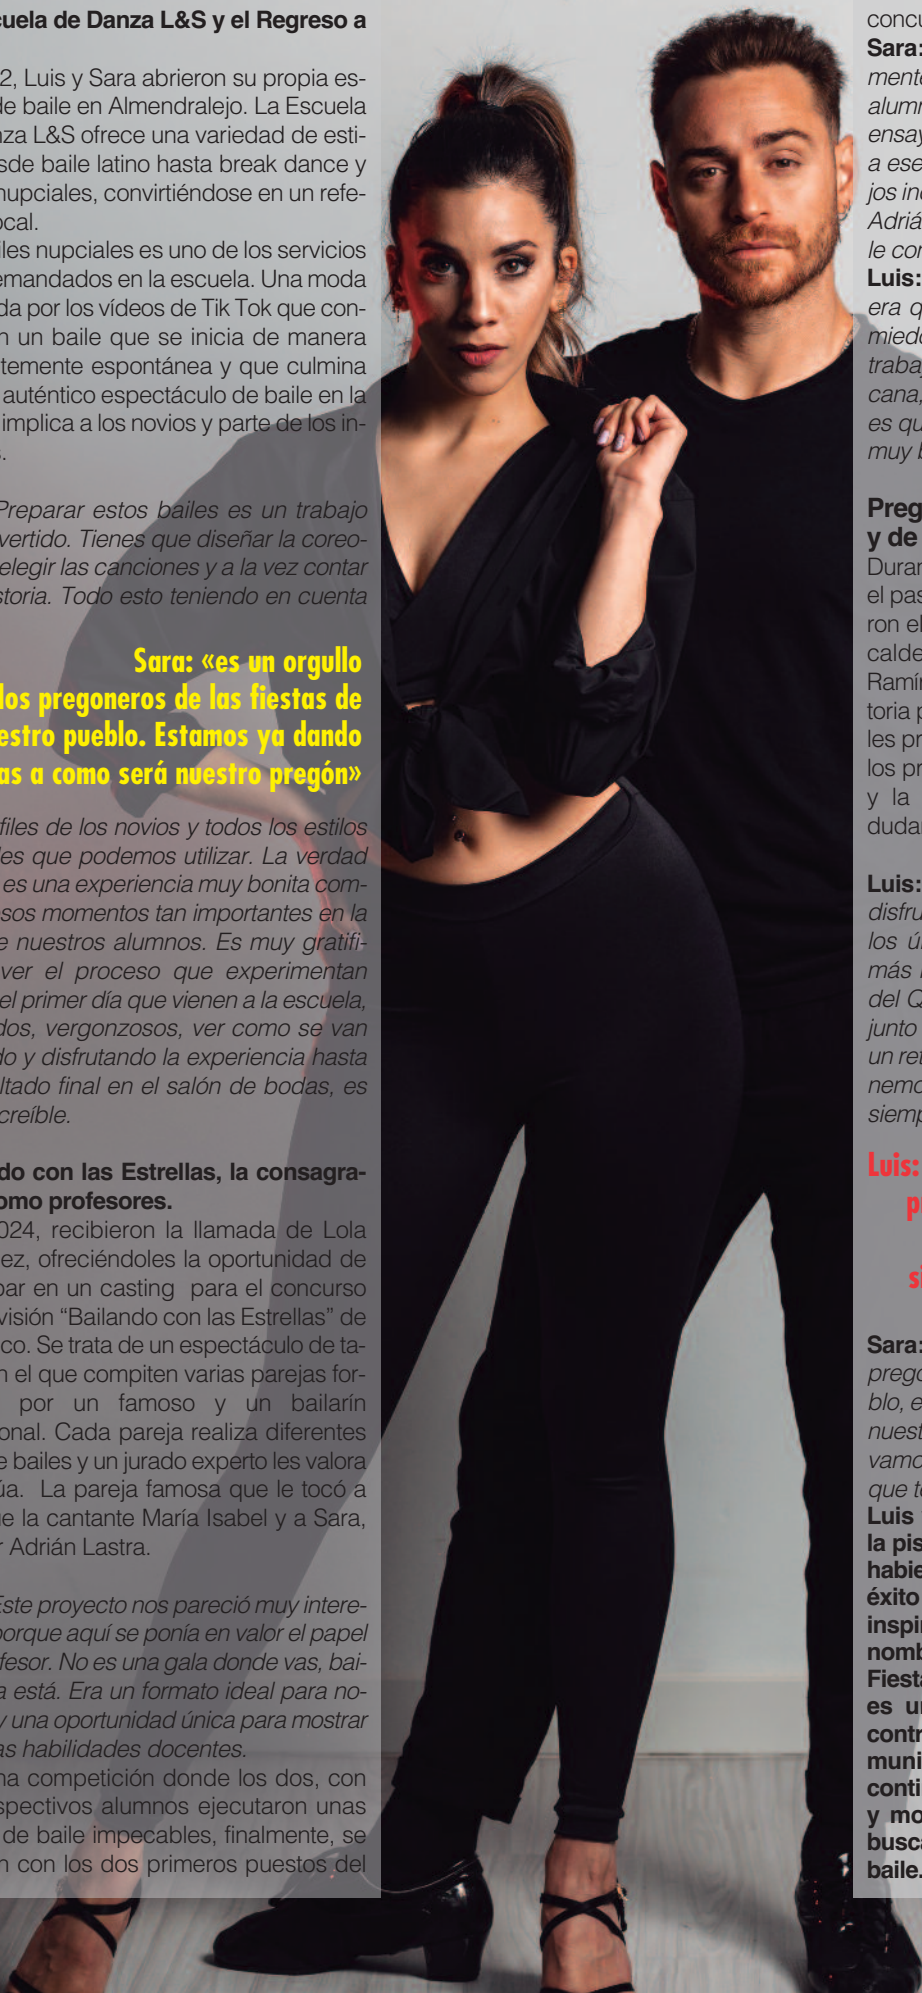 cuela de Danza L&S y el Regreso a
2, Luis y Sara abrieron su propia es-
de baile en Almendralejo. La Escuela
nza L&S ofrece una variedad de esti-
sde baile latino hasta break dance y
nupciales, convirtiéndose en un refe-
ocal.
iles nupciales es uno de los servicios
emandados en la escuela. Una moda
da por los vídeos de Tik Tok que con-
n un baile que se inicia de manera
temente espontánea y que culmina
auténtico espectáculo de baile en la
implica a los novios y parte de los in-
s.
Preparar estos bailes es un trabajo
vertido. Tienes que diseñar la coreo-
elegir las canciones y a la vez contar
storia. Todo esto teniendo en cuenta
Sara: «es un orgullo
los pregoneros de las fiestas de
estro pueblo. Estamos ya dando
as a como será nuestro pregón»
files de los novios y todos los estilos
les que podemos utilizar. La verdad
es una experiencia muy bonita com-
sos momentos tan importantes en la
e nuestros alumnos. Es muy gratifi-
ver el proceso que experimentan
el primer día que vienen a la escuela,
dos, vergonzosos, ver como se van
do y disfrutando la experiencia hasta
ltado final en el salón de bodas, es
creíble.
do con las Estrellas, la consagra-
omo profesores.
024, recibieron la llamada de Lola
ez, ofreciéndoles la oportunidad de
par en un casting para el concurso
visión "Bailando con las Estrellas" de
co. Se trata de un espectáculo de ta-
n el que compiten varias parejas for-
por un famoso y un bailarín
onal. Cada pareja realiza diferentes
e bailes y un jurado experto les valora
úa. La pareja famosa que le tocó a
ue la cantante María Isabel y a Sara,
r Adrián Lastra.
Este proyecto nos pareció muy intere-
porque aquí se ponía en valor el papel
fesor. No es una gala donde vas, bai-
a está. Era un formato ideal para no-
y una oportunidad única para mostrar
as habilidades docentes.
na competición donde los dos, con
spectivos alumnos ejecutaron unas
de baile impecables, finalmente, se
n con los dos primeros puestos del
concu
Sara:
mente
alumn
ensay
a ese
jos inc
Adriá
le con
Luis:
era q
miedo
traba
cana,
es qu
muy b
Preg
y de
Duran
el pas
ron el
calde
Ramír
toria p
les pr
los pr
y la
dudar
Luis:
disfru
los úl
más
del Q
junto
un ret
nemo
siemp
Luis:
p
si
Sara:
prego
blo, e
nuest
vamo
que te
Luis
la pis
habie
éxito
inspi
nomb
Fiesta
es un
contr
muni
conti
y mo
busca
baile.